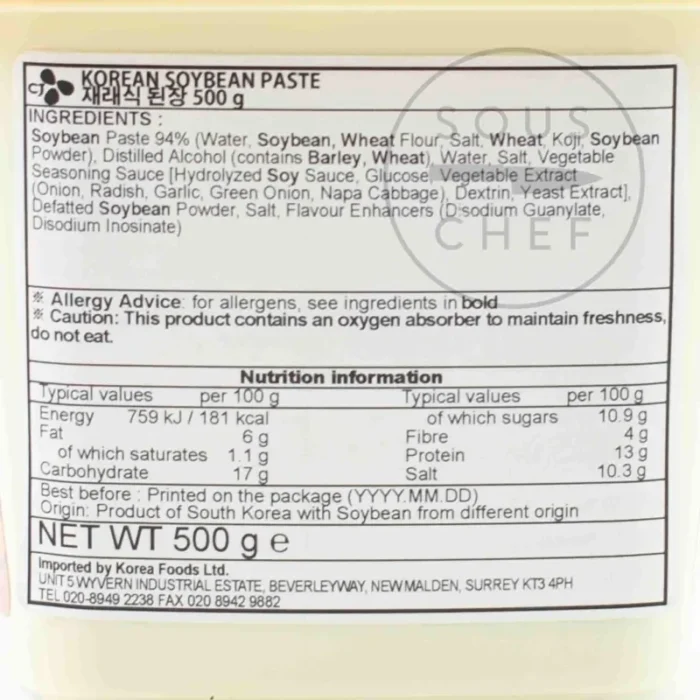 CJ KOREAN SOYBEAN PASTE
재래식 된장 500 g
INGREDIENTS :
Soybean Paste 94% (Water, Soybean, Wheat Flour, Salt, Wheat, Koji, Soybean
Powder), Distilled Alcohol (contains Barley, Wheat), Water, Salt, Vegetable
Seasoning Sauce [Hydrolyzed Soy Sauce, Glucose, Vegetable Extract
(Onion, Radish, Garlic, Green Onion, Napa Cabbage), Dextrin, Yeast Extract],
Defatted Soybean Powder, Salt, Flavour Enhancers (Disodium Guanylate,
Disodium Inosinate)
SOUS
CHEF
※ Allergy Advice: for allergens, see ingredients in bold
※ Caution: This product contains an oxygen absorber to maintain freshness,
do not eat.
Nutrition information
Typical values per 100 g Typical values per 100 g
Energy 759 kJ / 181 kcal of which sugars 10.9 g
Fat 6 g Fibre 4 g
of which saturates 1.1 g Protein 13 g
Carbohydrate 17 g Salt 10.3 g
Best before : Printed on the package (YYYY.MM.DD)
Origin: Product of South Korea with Soybean from different origin
NET WT 500 g e
Imported by Korea Foods Ltd.
UNIT 5 WYVERN INDUSTRIAL ESTATE, BEVERLEYWAY, NEW MALDEN, SURREY KT3 4PH
TEL 020-8949 2238 FAX 020 8942 9882